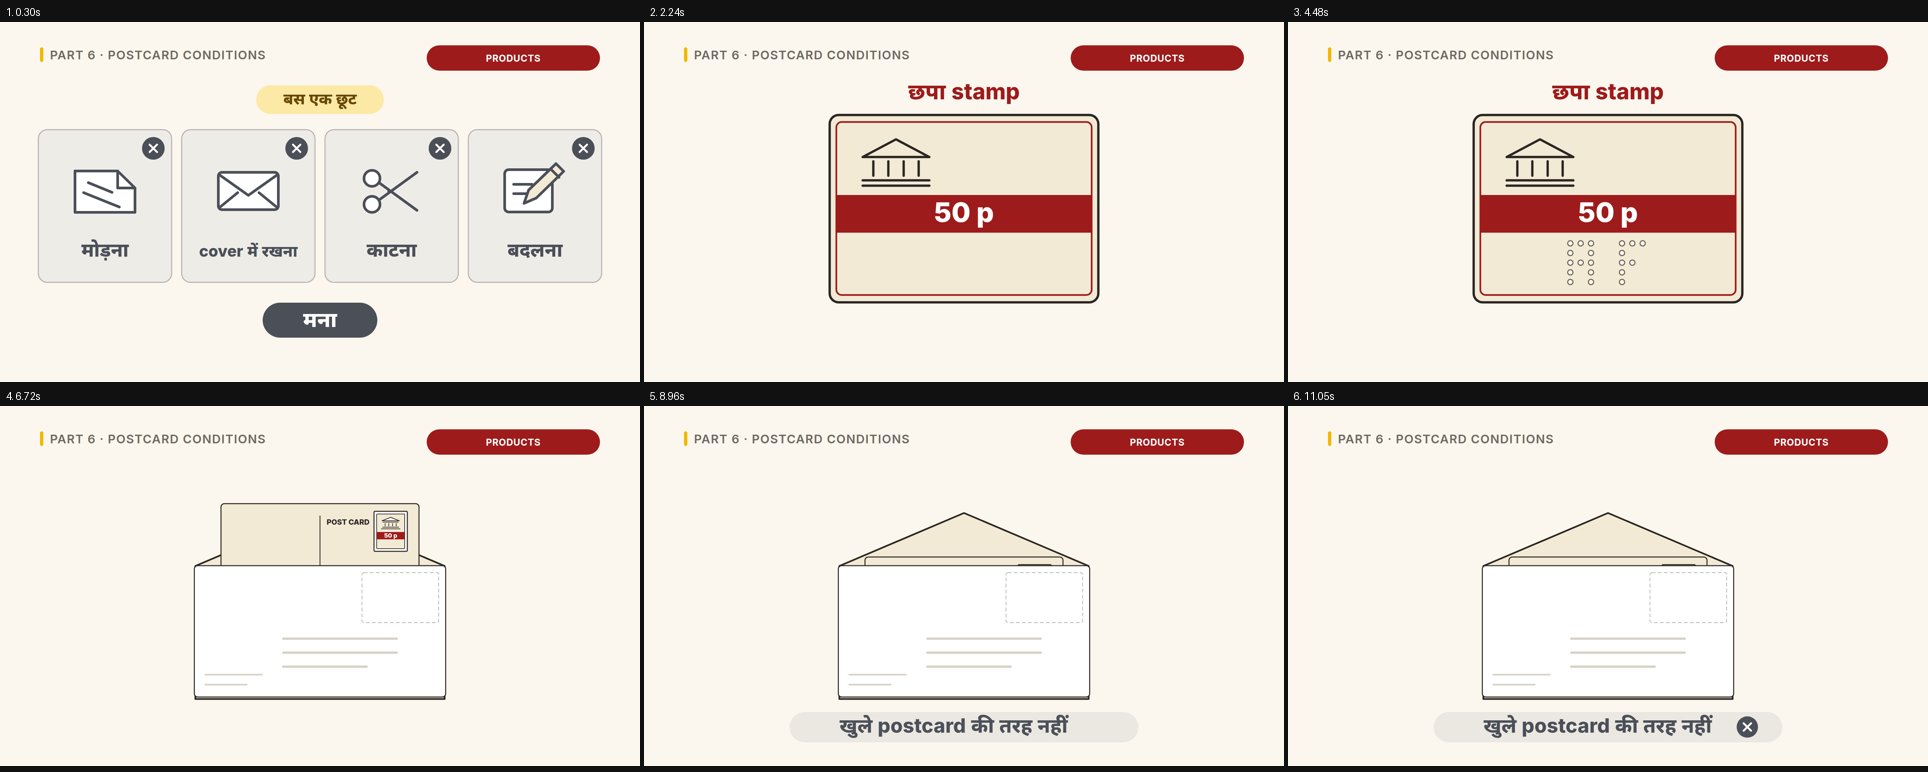 1. 0.30s
PART 6 · POSTCARD CONDITIONS
PRODUCTS
बस एक छूट
मोड़ना
cover में रखना
काटना
बदलना
मना
2. 2.24s
PART 6 · POSTCARD CONDITIONS
PRODUCTS
छपा stamp
50 p
3. 4.48s
PART 6 · POSTCARD CONDITIONS
PRODUCTS
छपा stamp
50 p
4. 6.72s
PART 6 · POSTCARD CONDITIONS
PRODUCTS
POST CARD
50 p
5. 8.96s
PART 6 · POSTCARD CONDITIONS
PRODUCTS
खुले postcard की तरह नहीं
6. 11.05s
PART 6 · POSTCARD CONDITIONS
PRODUCTS
खुले postcard की तरह नहीं